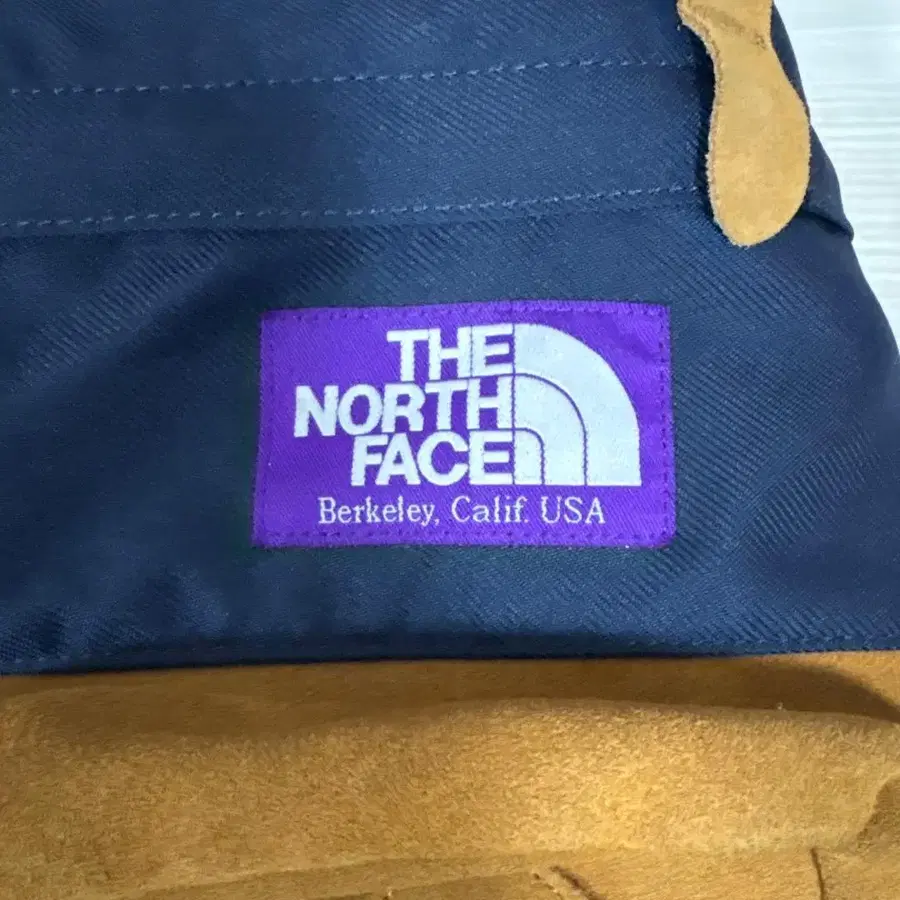 THE
NORTH
FACE
Berkeley, Calif. USA